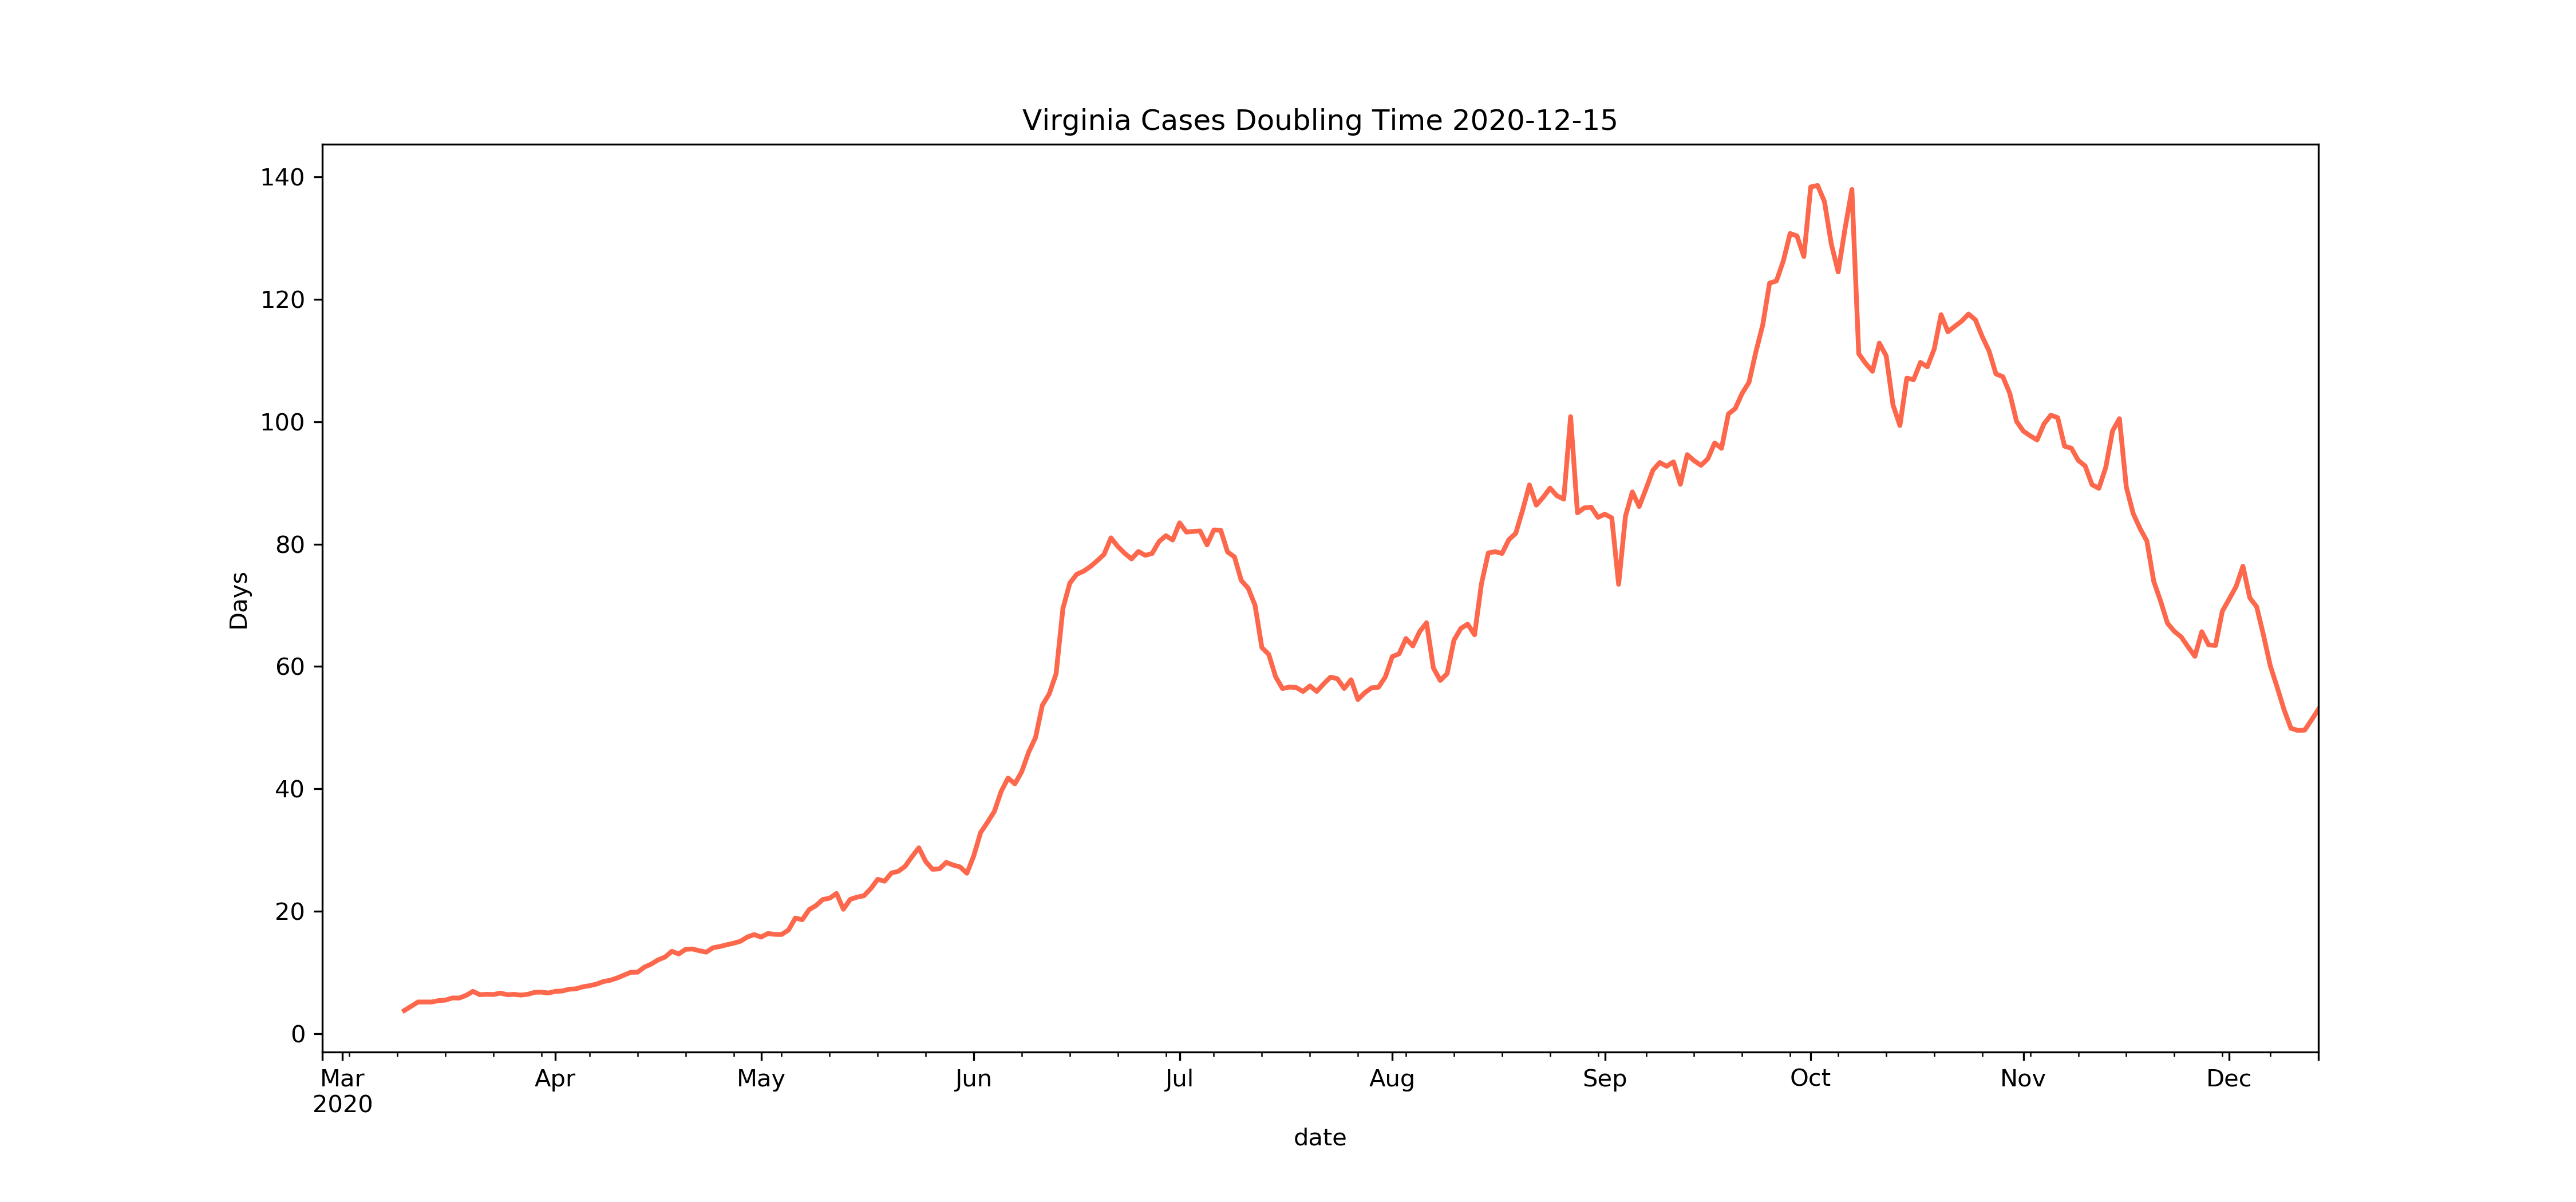 Virginia Cases Doubling Time 2020-12-15
140
120
100
80
60
40
20
0
Days
Mar Apr May Jun Jul Aug Sep Oct Nov Dec
2020
date